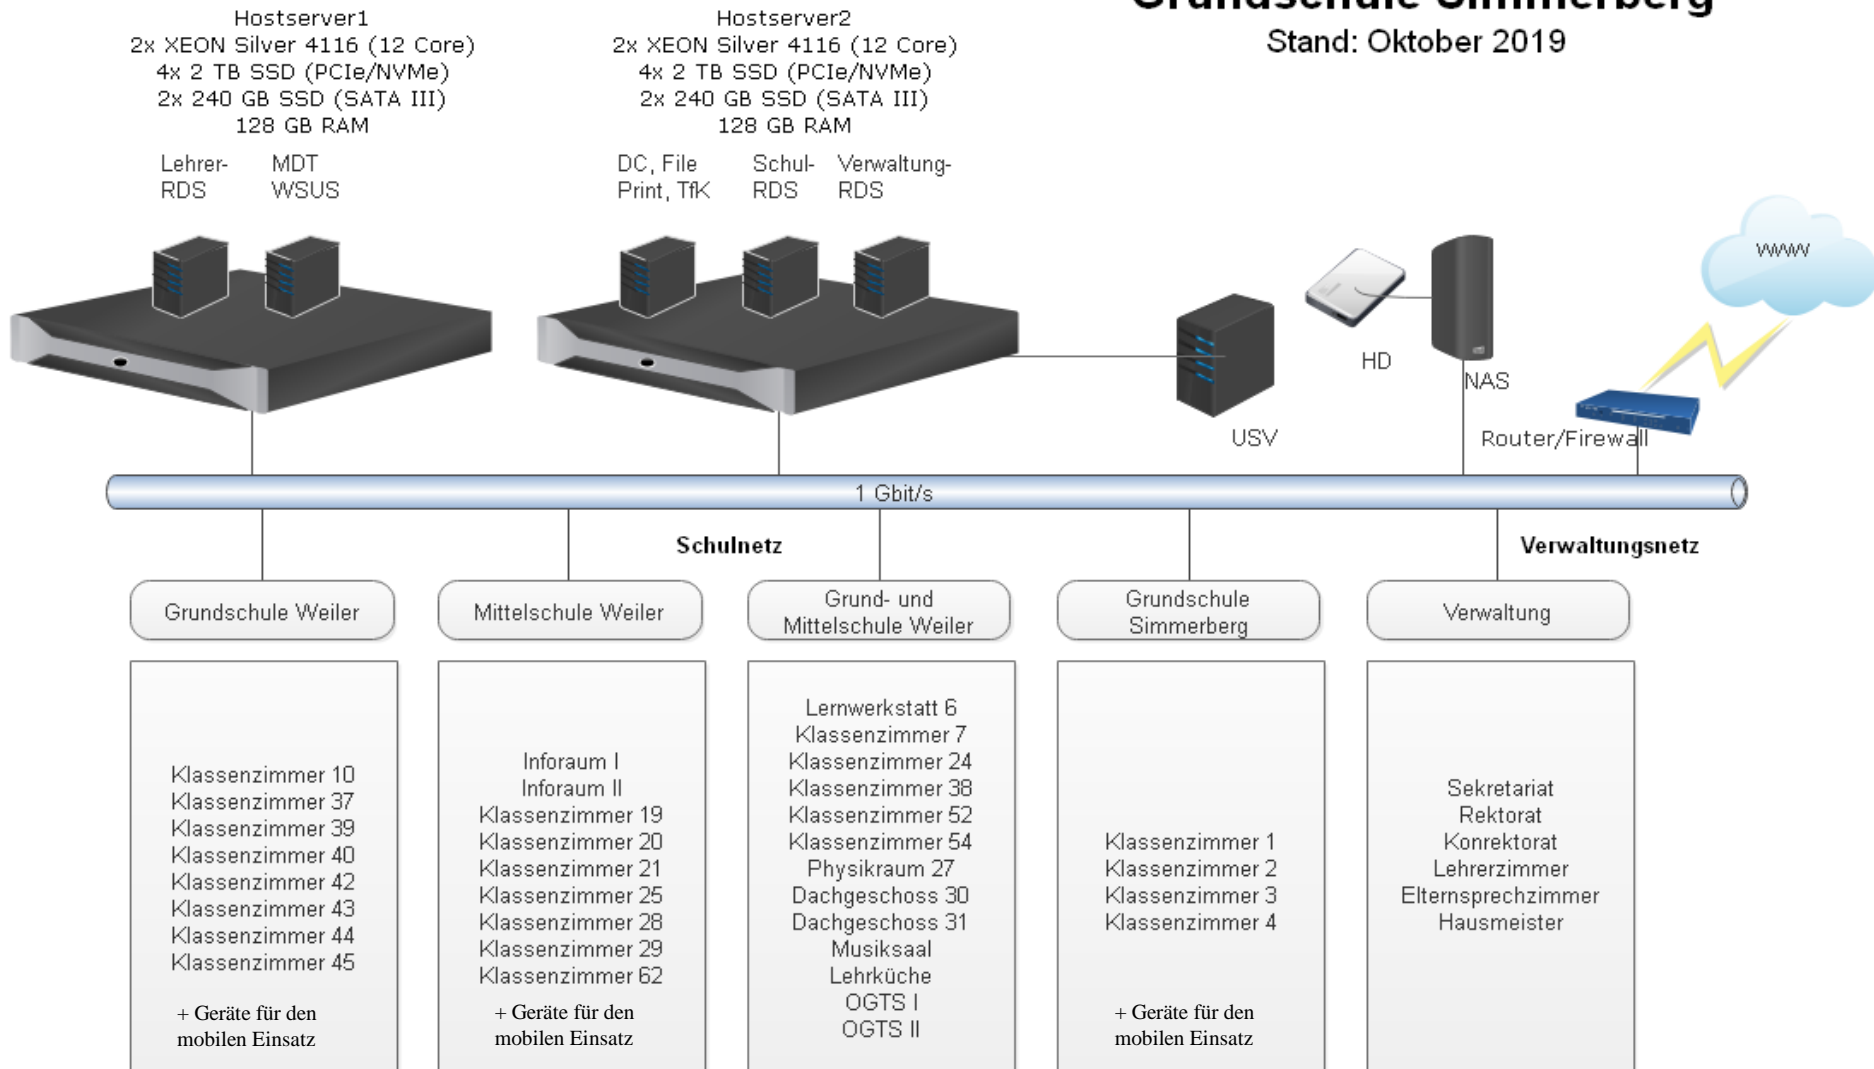 Grundschule Simmerberg
Stand: Oktober 2019
Hostserver1
2x XEON Silver 4116 (12 Core)
4x 2 TB SSD (PCIe/NVMe)
2x 240 GB SSD (SATA III)
128 GB RAM
Hostserver2
2x XEON Silver 4116 (12 Core)
4x 2 TB SSD (PCIe/NVMe)
2x 240 GB SSD (SATA III)
128 GB RAM
Lehrer-
RDS
MDT
WSUS
DC, File
Print, TfK
Schul-
RDS
Verwaltung-
RDS
WWW
HD
NAS
USV
Router/Firewall
1 Gbit/s
Schulnetz
Verwaltungsnetz
Grundschule Weiler
Klassenzimmer 10
Klassenzimmer 37
Klassenzimmer 39
Klassenzimmer 40
Klassenzimmer 42
Klassenzimmer 43
Klassenzimmer 44
Klassenzimmer 45
+ Geräte für den
mobilen Einsatz
Mittelschule Weiler
Inforaum I
Inforaum II
Klassenzimmer 19
Klassenzimmer 20
Klassenzimmer 21
Klassenzimmer 25
Klassenzimmer 28
Klassenzimmer 29
Klassenzimmer 62
+ Geräte für den
mobilen Einsatz
Grund- und
Mittelschule Weiler
Lernwerkstatt 6
Klassenzimmer 7
Klassenzimmer 24
Klassenzimmer 38
Klassenzimmer 52
Klassenzimmer 54
Physikraum 27
Dachgeschoss 30
Dachgeschoss 31
Musiksaal
Lehrküche
OGTS I
OGTS II
Grundschule
Simmerberg
Klassenzimmer 1
Klassenzimmer 2
Klassenzimmer 3
Klassenzimmer 4
+ Geräte für den
mobilen Einsatz
Verwaltung
Sekretariat
Rektorat
Konrektorat
Lehrerzimmer
Elternsprechzimmer
Hausmeister